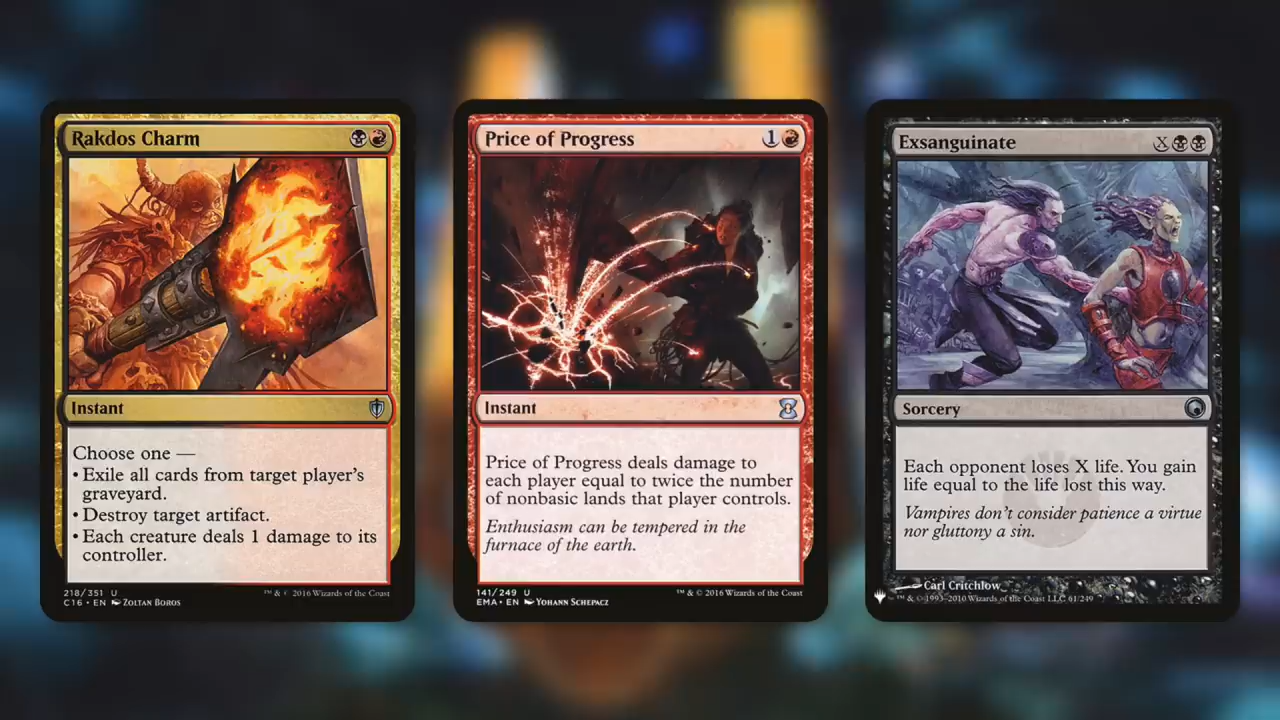 Rakdos Charm
Instant
Choose one —
• Exile all cards from target player's
graveyard.
• Destroy target artifact.
• Each creature deals 1 damage to its
controller.
218/351 U
C16 • EN Zoltan Boros
™ & © 2016 Wizards of the Coast
Price of Progress
1
Instant
Price of Progress deals damage to
each player equal to twice the number
of nonbasic lands that player controls.
Enthusiasm can be tempered in the
furnace of the earth.
141/249 U
EMA • EN Yohann Schepacz
™ & © 2016 Wizards of the Coast
Exsanguinate
X
Sorcery
Each opponent loses X life. You gain
life equal to the life lost this way.
Vampires don't consider patience a virtue
nor gluttony a sin.
Carl Critchlow
™ & © 1993–2010 Wizards of the Coast LLC 61/249